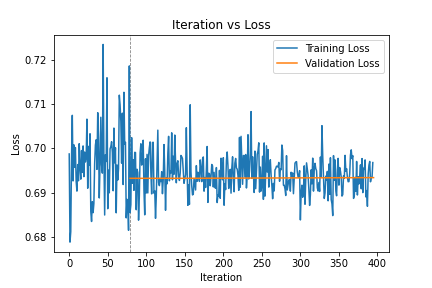 Iteration vs Loss
Training Loss
Validation Loss
0.72
0.71
0.70
0.69
0.68
Loss
0 50 100 150 200 250 300 350 400
Iteration